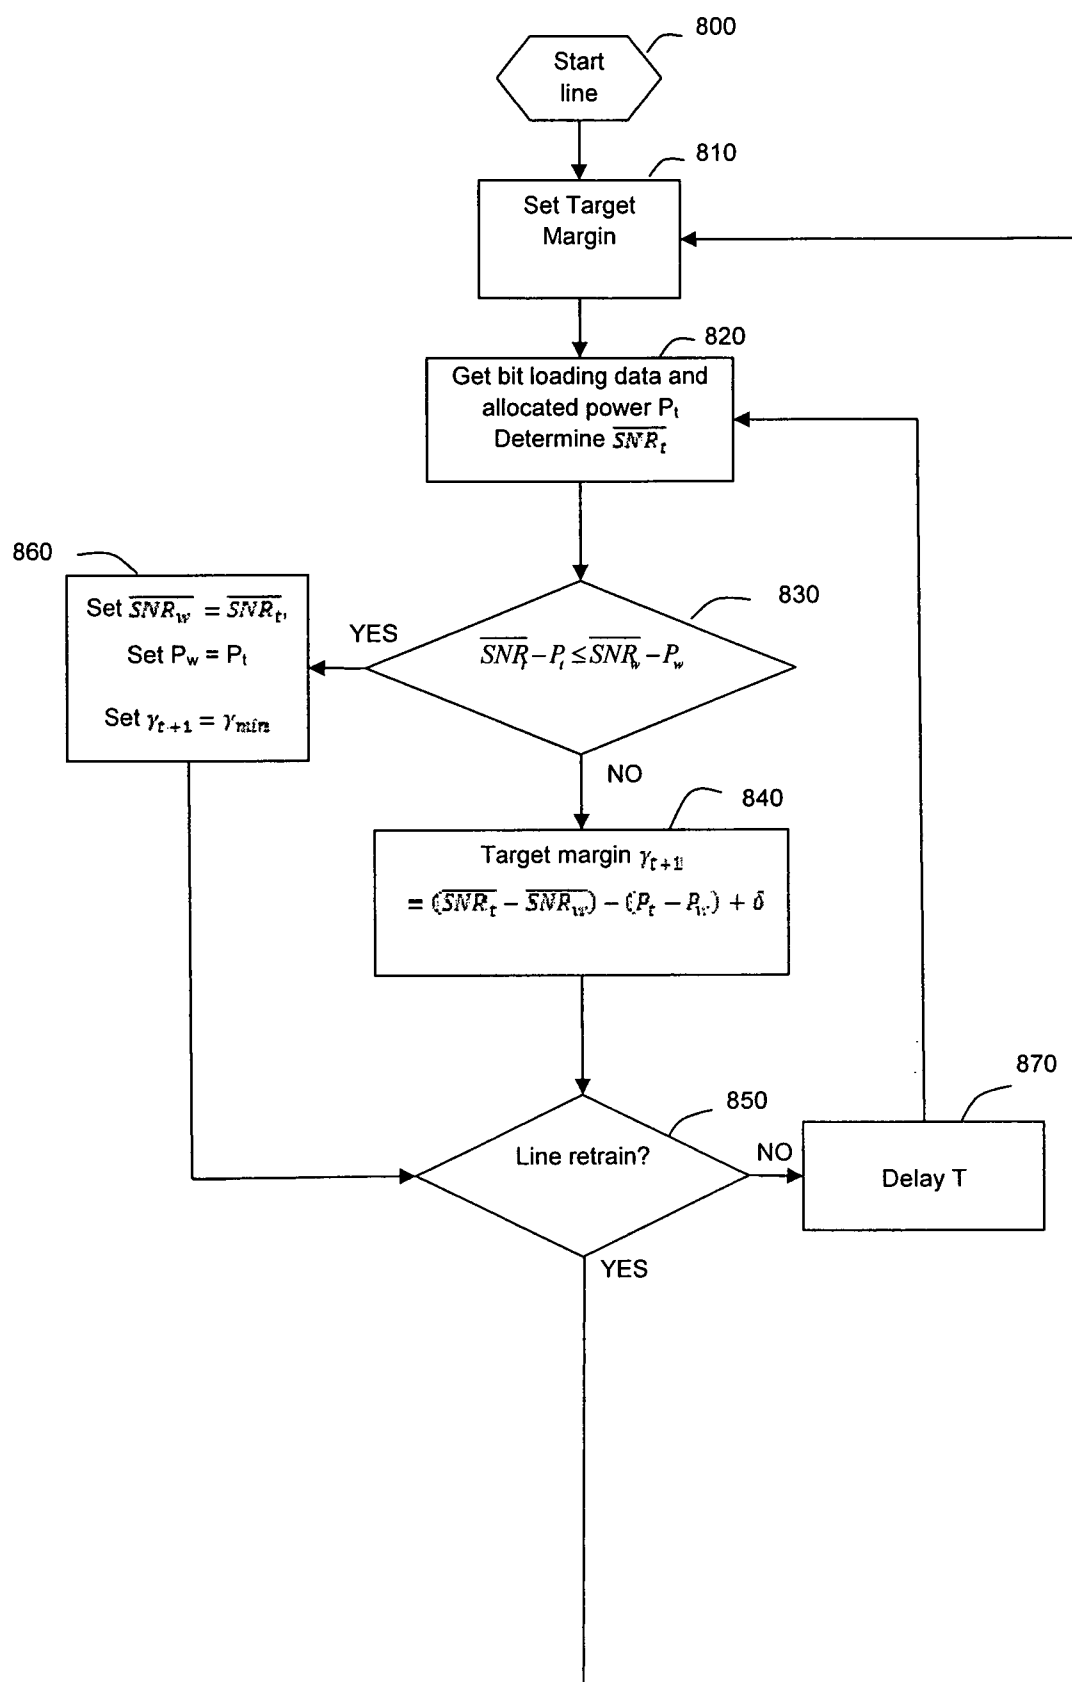 800
Start
line
810
Set Target
Margin
820
Get bit loading data and
allocated power Pₜ
Determine \overline{SNR_t}
860
Set \overline{SNR_w} = \overline{SNR_t},
Set P_w = P_t
Set γ_{t+1} = γ_{min}
YES
830
\overline{SNR_t} − P_t ≤ \overline{SNR_w} − P_w
NO
840
Target margin γ_{t+1}
= (\overline{SNR_t} − \overline{SNR_w}) − (P_t − P_w) + δ
850
Line retrain?
NO
870
Delay T
YES